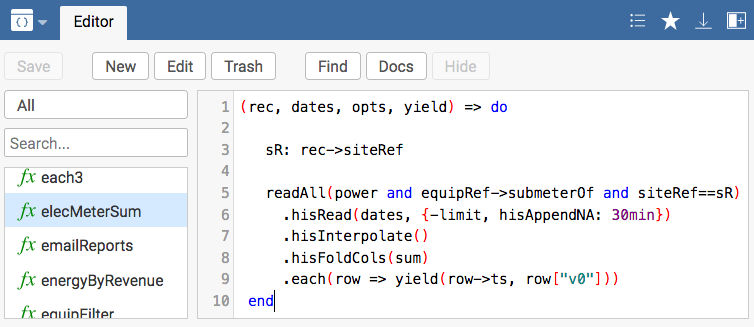 Editor
Save New Edit Trash Find Docs Hide
All
Search...
fx each3
fx elecMeterSum
fx emailReports
fx energyByRevenue
fx equipFilter
1 (rec, dates, opts, yield) => do
2
3 sR: rec->siteRef
4
5 readAll(power and equipRef->submeterOf and siteRef==sR)
6 .hisRead(dates, {-limit, hisAppendNA: 30min})
7 .hisInterpolate()
8 .hisFoldCols(sum)
9 .each(row => yield(row->ts, row["v0"]))
10 end